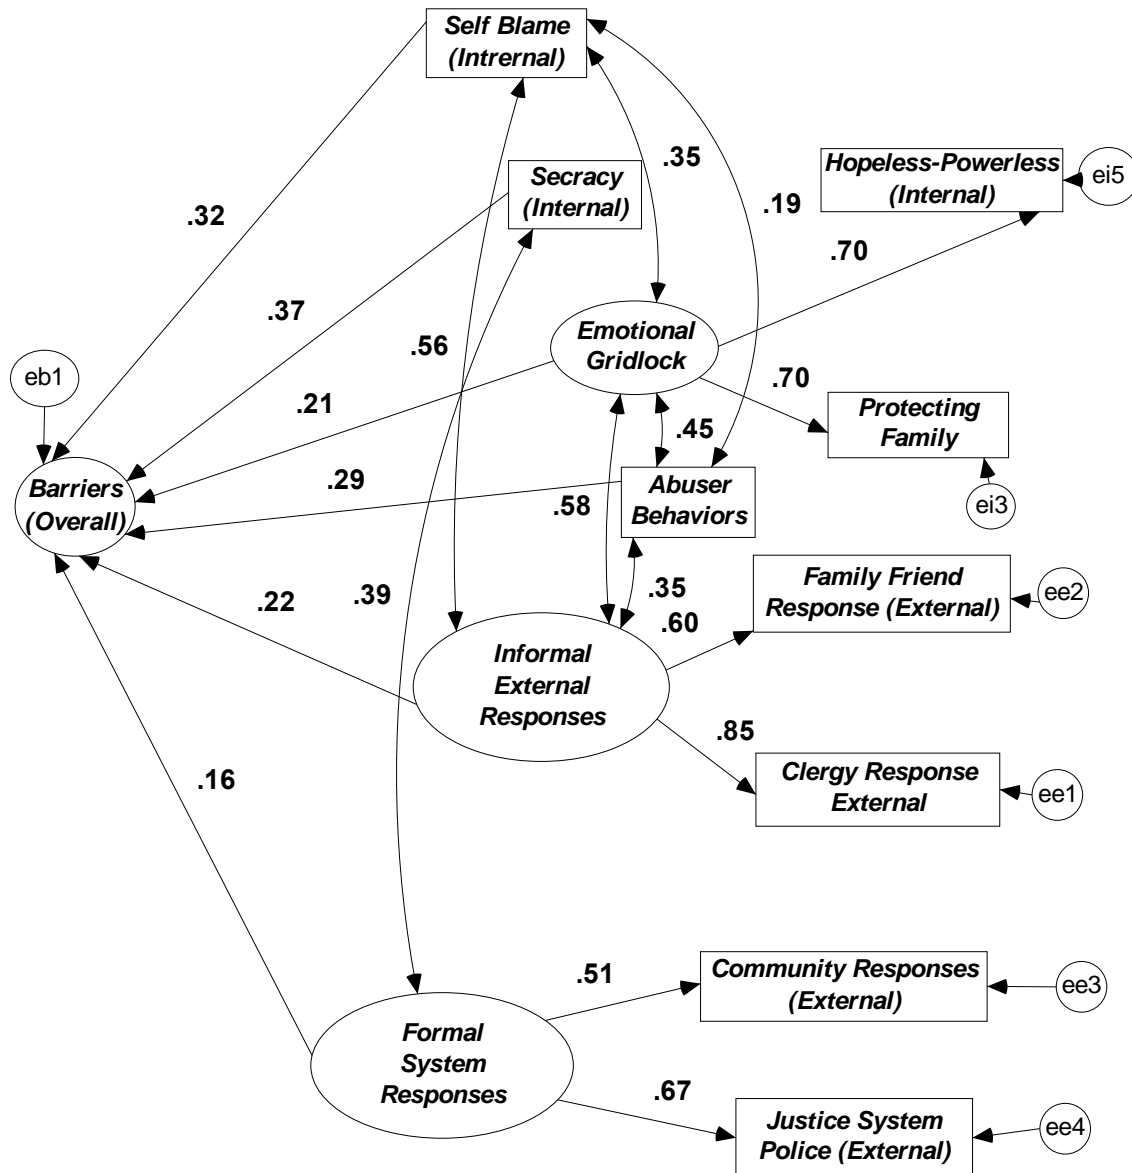 Self Blame
(Intrernal)
.35
Hopeless-Powerless
(Internal)
ei5
Secracy
(Internal)
.19
.32
.70
.37
Emotional
Gridlock
.56
eb1
.70
.21
Protecting
Family
.45
Barriers
(Overall)
.29
Abuser
Behaviors
.58
ei3
Family Friend
Response (External)
ee2
.39
.35
.22
.60
Informal
External
Responses
.85
.16
Clergy Response
External
ee1
.51
Community Responses
(External)
ee3
Formal
System
Responses
.67
Justice System
Police (External)
ee4